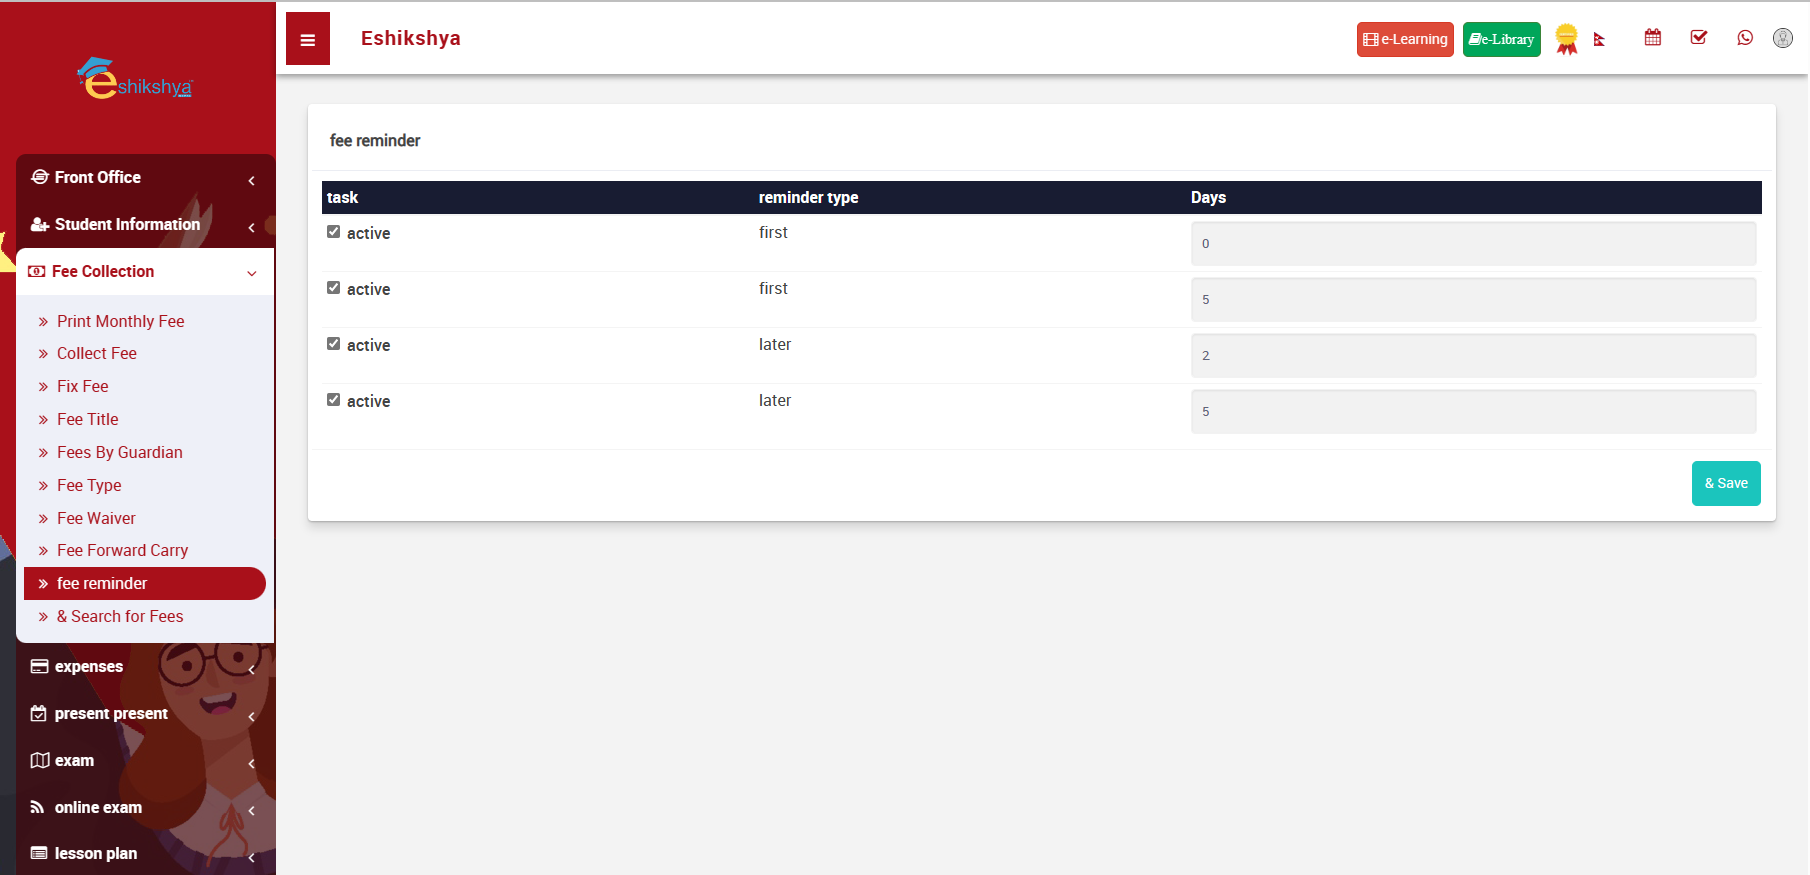 eshikshya
Eshikshya
e-Learning
e-Library
Front Office
Student Information
Fee Collection
Print Monthly Fee
Collect Fee
Fix Fee
Fee Title
Fees By Guardian
Fee Type
Fee Waiver
Fee Forward Carry
fee reminder
& Search for Fees
expenses
present present
exam
online exam
lesson plan
fee reminder
task reminder type Days
active first 0
active first 5
active later 2
active later 5
& Save